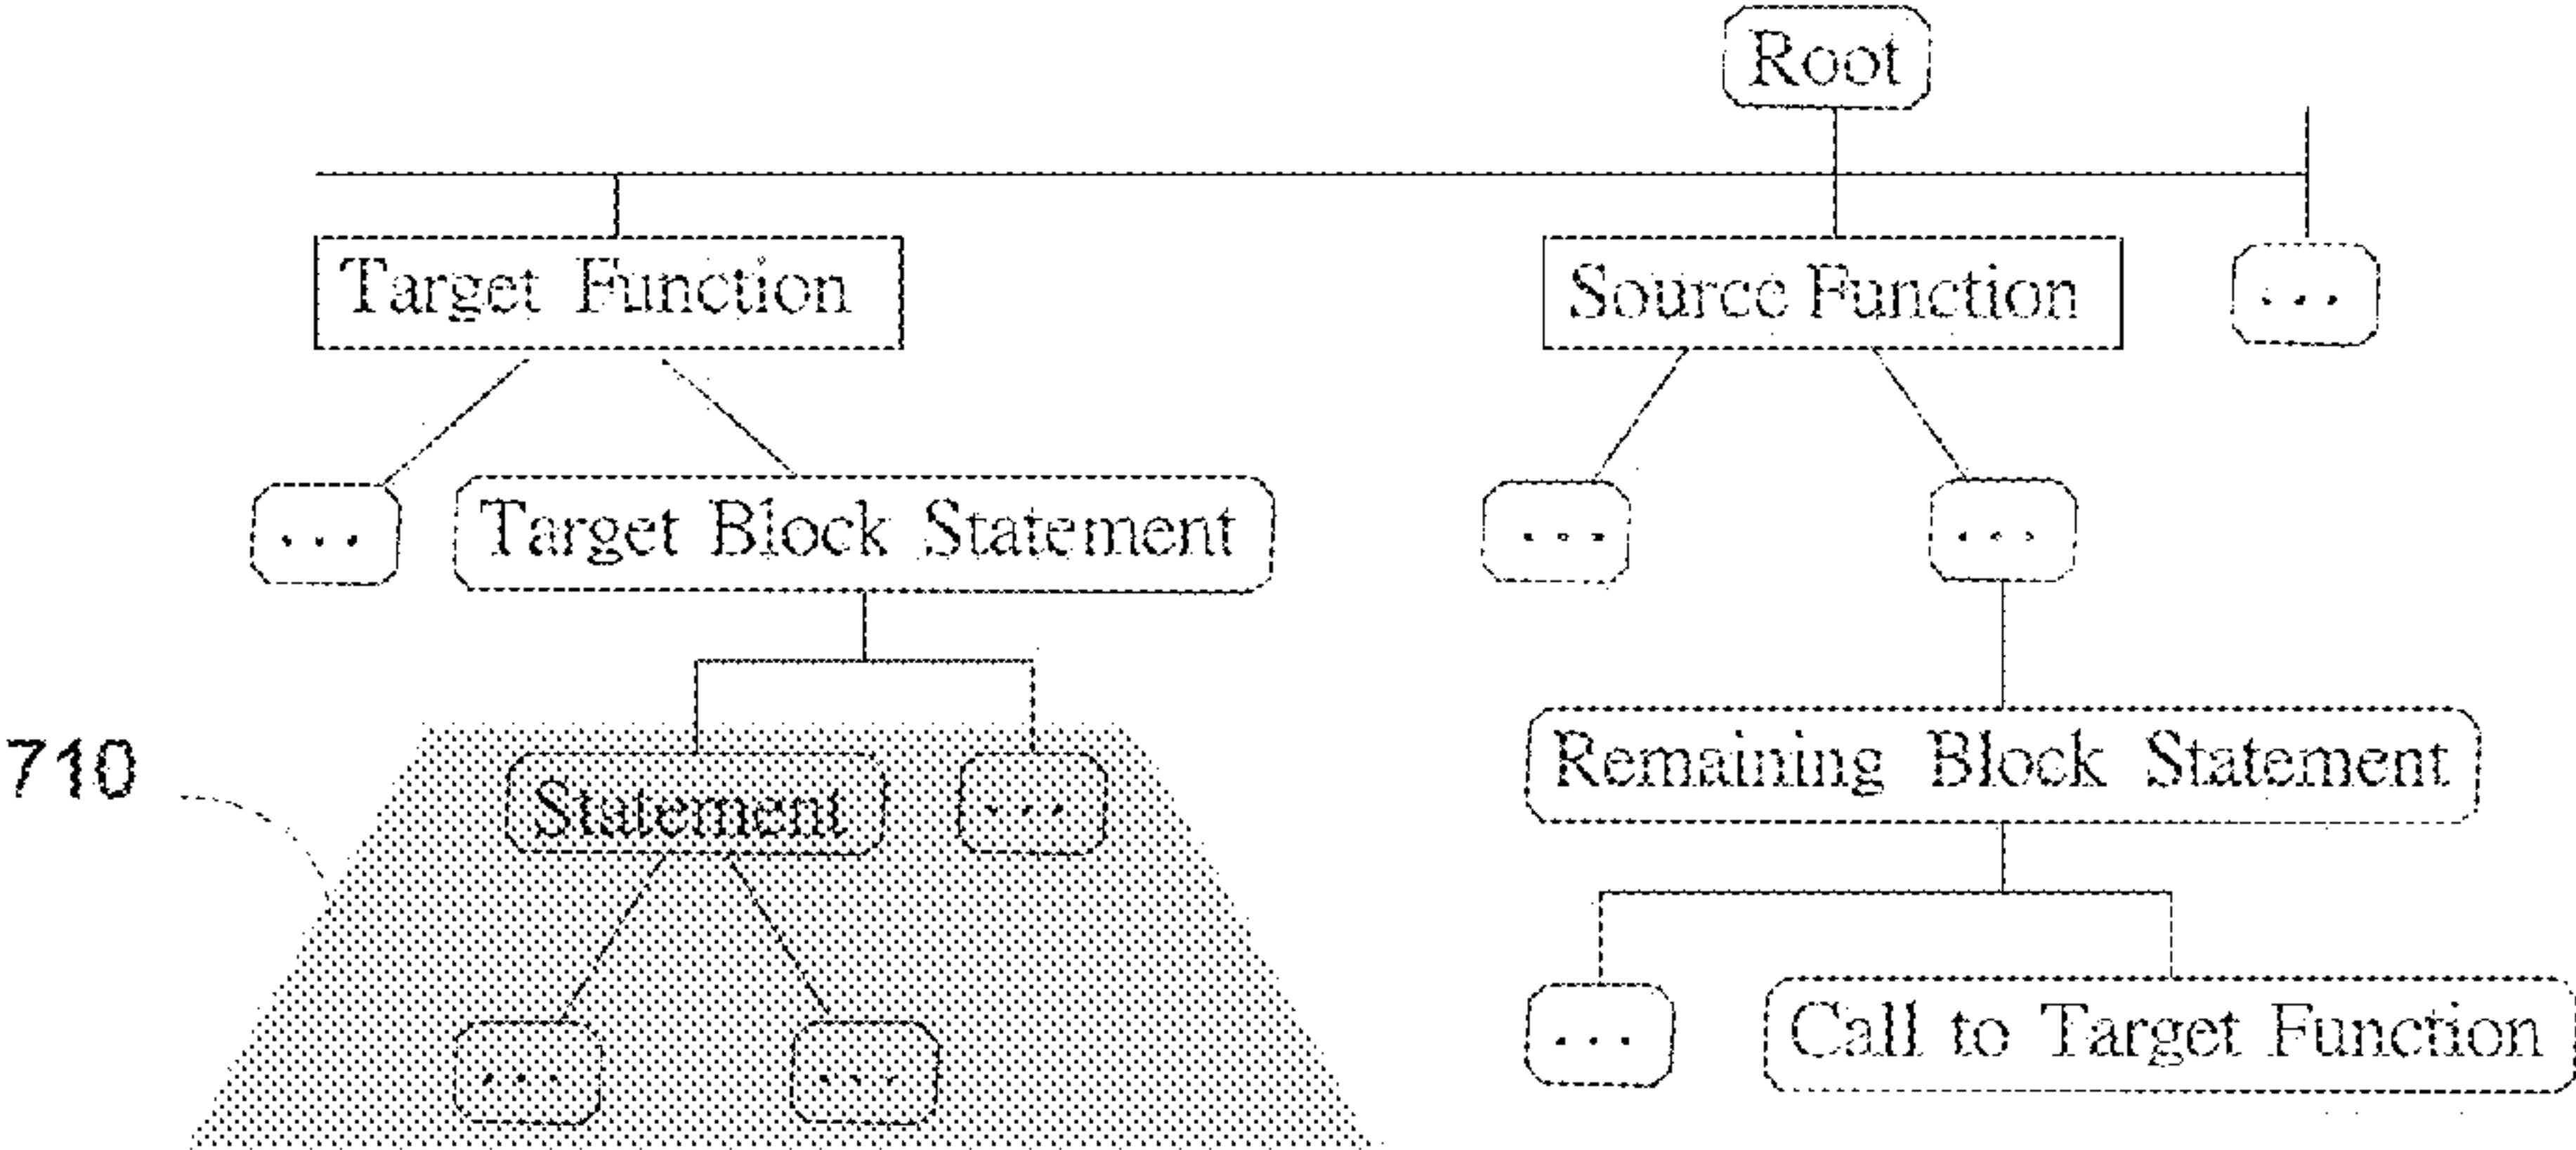 Root
Target Function
Source Function
...
...
Target Block Statement
...
...
710
Statement
...
Remaining Block Statement
...
...
...
Call to Target Function